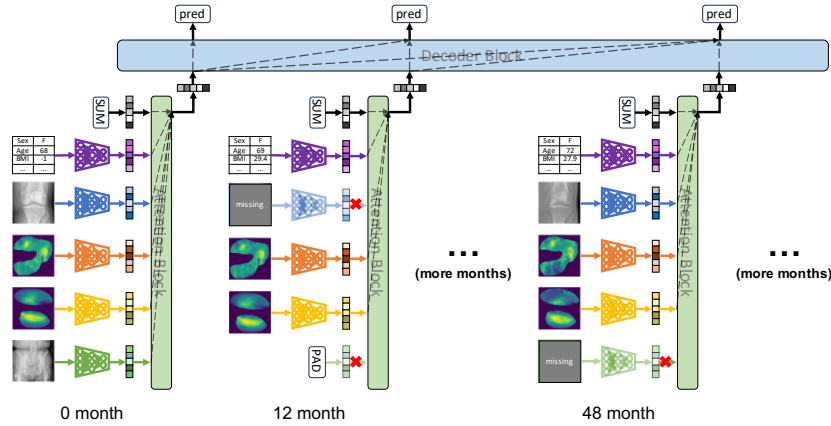 pred
pred
pred
Decoder Block
SUM
SUM
SUM
Sex F
Age 68
BMI -1
... ...
Sex F
Age 69
BMI 29.4
... ...
Sex F
Age 72
BMI 27.9
... ...
missing
Attention Block
Attention Block
Attention Block
...
(more months)
...
(more months)
PAD
missing
0 month
12 month
48 month